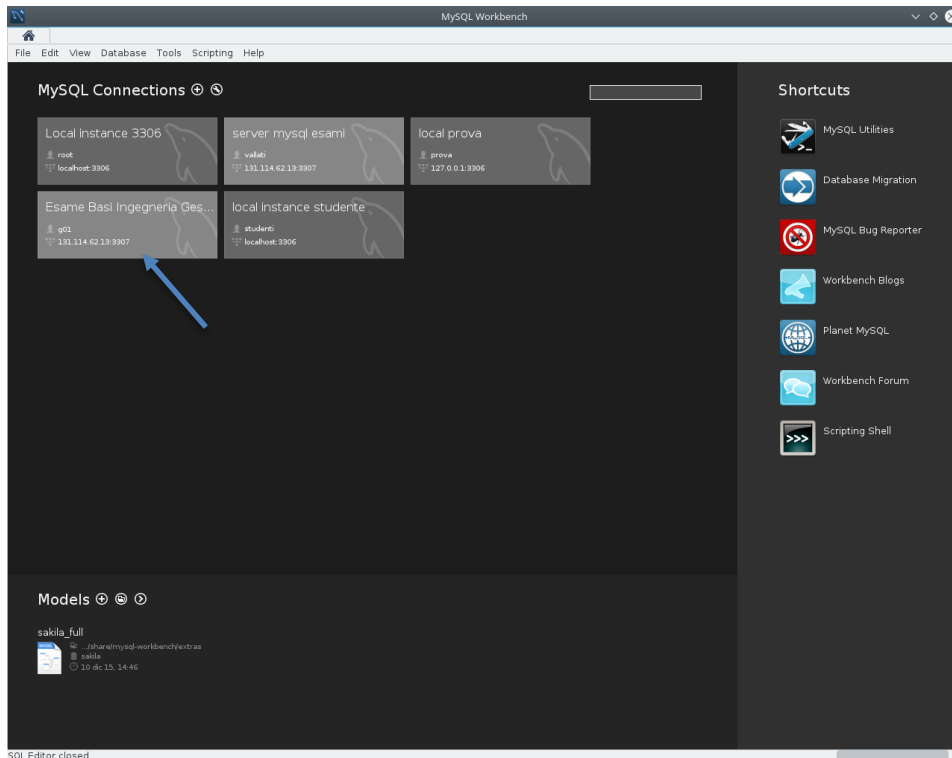 MySQL Workbench
File Edit View Database Tools Scripting Help
MySQL Connections
Local instance 3306
root
localhost:3306
server mysql esami
vallati
131.114.62.13:3307
local prova
prova
127.0.0.1:3306
Esame Basi Ingegneria Ges...
g01
131.114.62.13:3307
local instance studente
studenti
localhost:3306
Shortcuts
MySQL Utilities
Database Migration
MySQL Bug Reporter
Workbench Blogs
Planet MySQL
Workbench Forum
Scripting Shell
Models
sakila_full
.../share/mysql-workbench/extras
sakila
10 dic 15, 14:46
SQL Editor closed